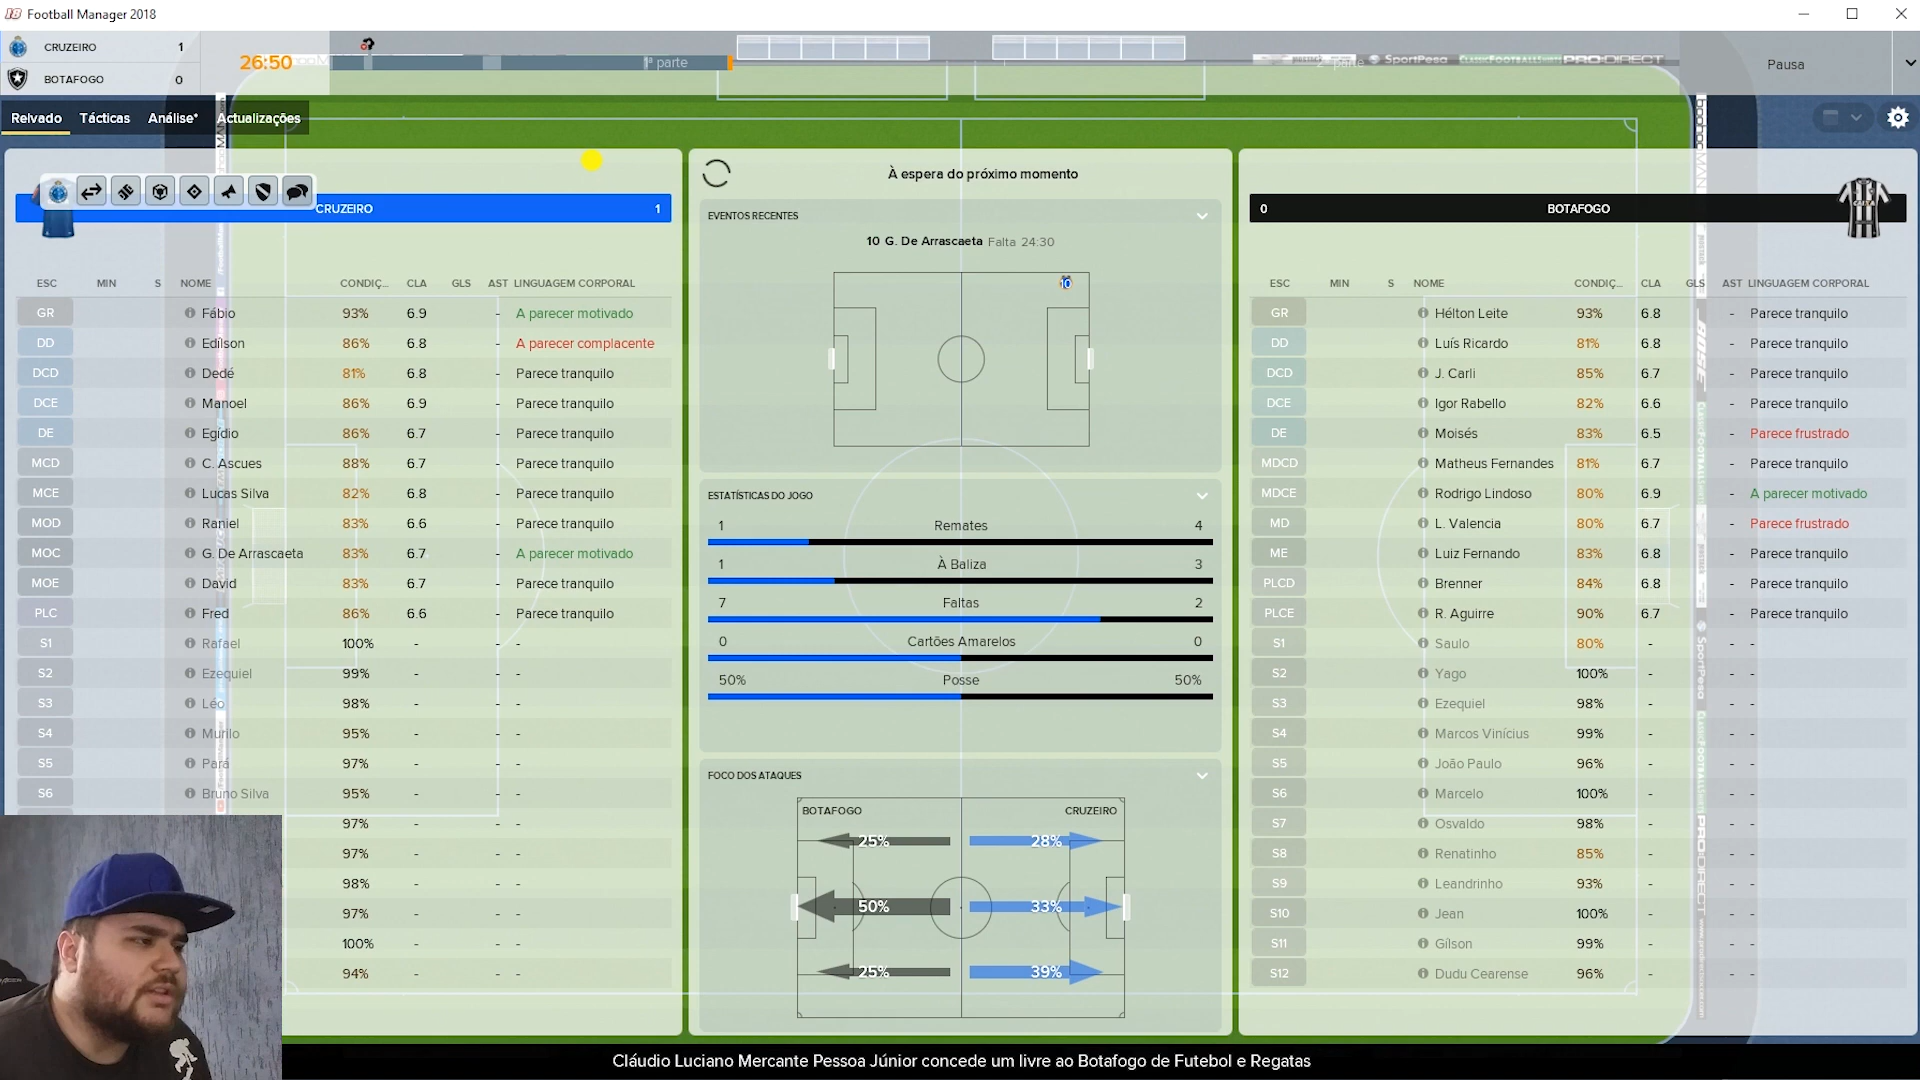 Football Manager 2018
CRUZEIRO 1
BOTAFOGO 0
26:50
1ª parte
2ª parte
SportPesa
PRO:DIRECT
Pausa
Relvado Tácticas Análise* Actualizações
CRUZEIRO 1
ESC MIN S NOME CONDIÇ... CLA GLS AST LINGUAGEM CORPORAL
GR Fábio 93% 6.9 - A parecer motivado
DD Edílson 86% 6.8 - A parecer complacente
DCD Dedé 81% 6.8 - Parece tranquilo
DCE Manoel 86% 6.9 - Parece tranquilo
DE Egídio 86% 6.7 - Parece tranquilo
MCD C. Ascues 88% 6.7 - Parece tranquilo
MCE Lucas Silva 82% 6.8 - Parece tranquilo
MOD Raniel 83% 6.6 - Parece tranquilo
MOC G. De Arrascaeta 83% 6.7 - A parecer motivado
MOE David 83% 6.7 - Parece tranquilo
PLC Fred 86% 6.6 - Parece tranquilo
S1 Rafael 100% - - -
S2 Ezequiel 99% - - -
S3 Léo 98% - - -
S4 Murilo 95% - - -
S5 Pará 97% - - -
S6 Bruno Silva 95% - - -
97% - - -
97% - - -
98% - - -
97% - - -
100% - - -
94% - - -
À espera do próximo momento
EVENTOS RECENTES
10 G. De Arrascaeta Falta 24:30
10
ESTATÍSTICAS DO JOGO
1 Remates 4
1 À Baliza 3
7 Faltas 2
0 Cartões Amarelos 0
50% Posse 50%
FOCO DOS ATAQUES
BOTAFOGO CRUZEIRO
25% 28%
50% 33%
25% 39%
0 BOTAFOGO
ESC MIN S NOME CONDIÇ... CLA GLS AST LINGUAGEM CORPORAL
GR Hélton Leite 93% 6.8 - Parece tranquilo
DD Luís Ricardo 81% 6.8 - Parece tranquilo
DCD J. Carli 85% 6.7 - Parece tranquilo
DCE Igor Rabello 82% 6.6 - Parece tranquilo
DE Moisés 83% 6.5 - Parece frustrado
MDCD Matheus Fernandes 81% 6.7 - Parece tranquilo
MDCE Rodrigo Lindoso 80% 6.9 - A parecer motivado
MD L. Valencia 80% 6.7 - Parece frustrado
ME Luiz Fernando 83% 6.8 - Parece tranquilo
PLCD Brenner 84% 6.8 - Parece tranquilo
PLCE R. Aguirre 90% 6.7 - Parece tranquilo
S1 Saulo 80% - - -
S2 Yago 100% - - -
S3 Ezequiel 98% - - -
S4 Marcos Vinícius 99% - - -
S5 João Paulo 96% - - -
S6 Marcelo 100% - - -
S7 Osvaldo 98% - - -
S8 Renatinho 85% - - -
S9 Leandrinho 93% - - -
S10 Jean 100% - - -
S11 Gílson 99% - - -
S12 Dudu Cearense 96% - - -
Cláudio Luciano Mercante Pessoa Júnior concede um livre ao Botafogo de Futebol e Regatas